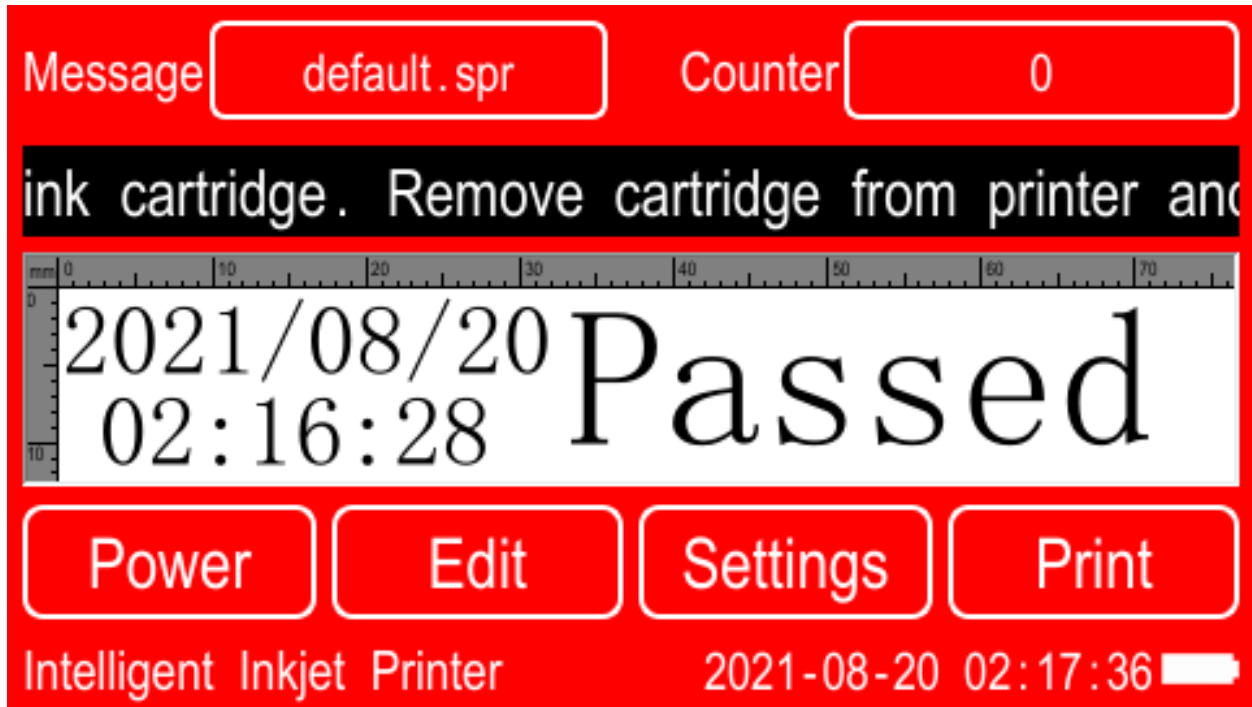 Message default.spr Counter 0
ink cartridge. Remove cartridge from printer and
mm 0 10 20 30 40 50 60 70
0
2021/08/20 Passed
02:16:28
10
Power Edit Settings Print
Intelligent Inkjet Printer 2021-08-20 02:17:36